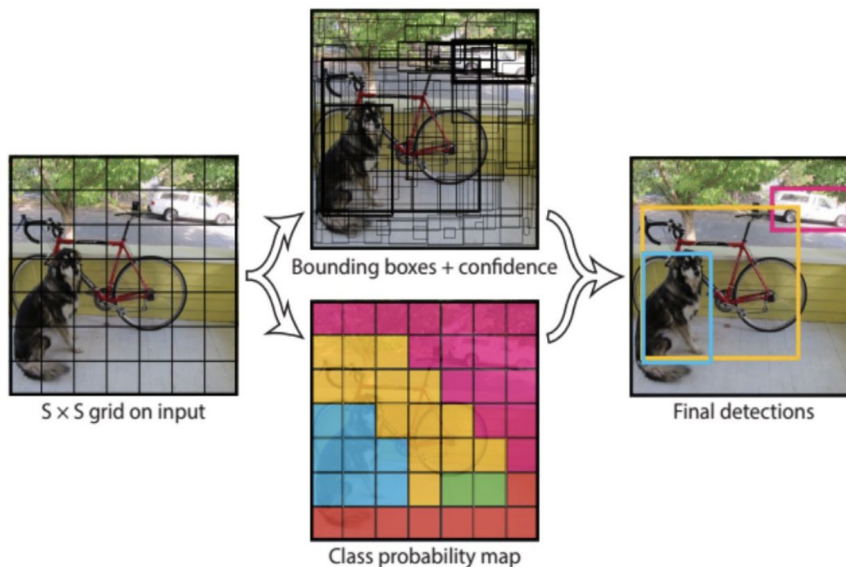 Bounding boxes + confidence
S × S grid on input
Final detections
Class probability map